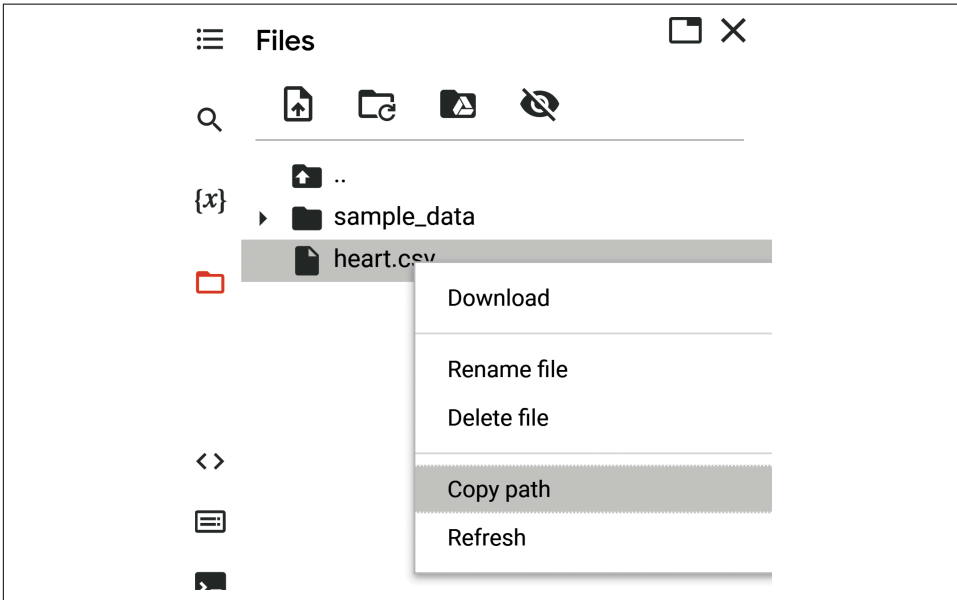 Files
{x}
..
sample_data
heart.csv
Download
Rename file
Delete file
Copy path
Refresh